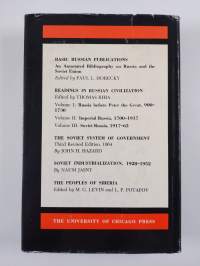 BASIC RUSSIAN PUBLICATIONS
An Annotated Bibliography on Russia and the
Soviet Union
Edited by PAUL L. HORECKY
READINGS IN RUSSIAN CIVILIZATION
Edited by THOMAS RIHA
Volume I: Russia before Peter the Great, 900–
1700
Volume II: Imperial Russia, 1700–1917
Volume III: Soviet Russia, 1917–63
THE SOVIET SYSTEM OF GOVERNMENT
Third Revised Edition 1964
By JOHN N. HAZARD
SOVIET INDUSTRIALIZATION, 1928–1952
By NAUM JASNY
THE PEOPLES OF SIBERIA
Edited by M. G. LEVIN and L. P. POTAPOV
THE UNIVERSITY OF CHICAGO PRESS